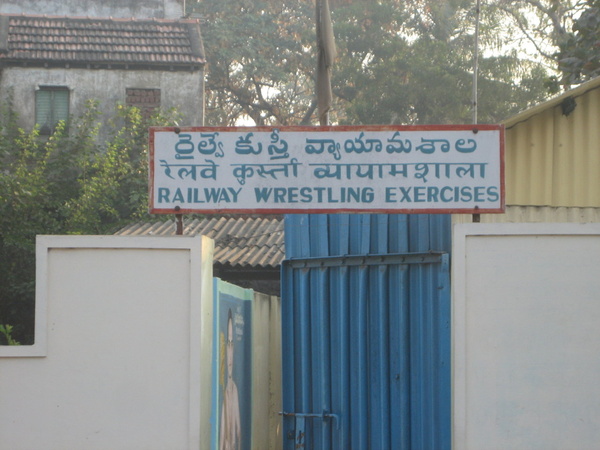 రైల్వే కుస్తీ వ్యాయామశాల
रेलवे कुस्ती व्यायामशाला
RAILWAY WRESTLING EXERCISES